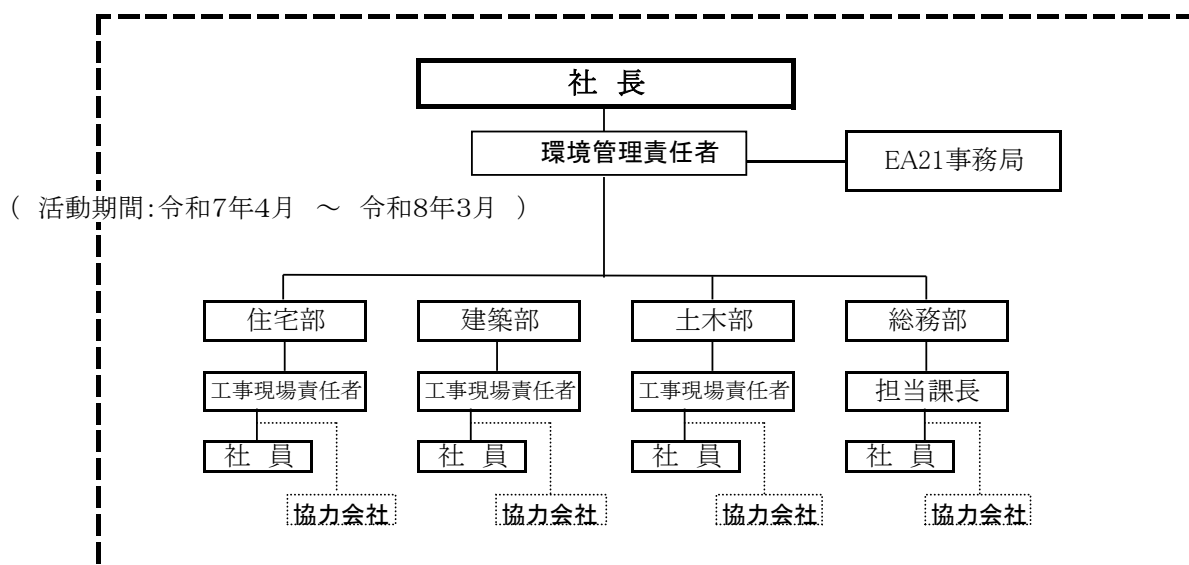 社 長
環境管理責任者
EA21事務局
( 活動期間:令和7年4月 ～ 令和8年3月 )
住宅部 建築部 土木部 総務部
工事現場責任者 工事現場責任者 工事現場責任者 担当課長
社 員 社 員 社 員 社 員
協力会社 協力会社 協力会社 協力会社